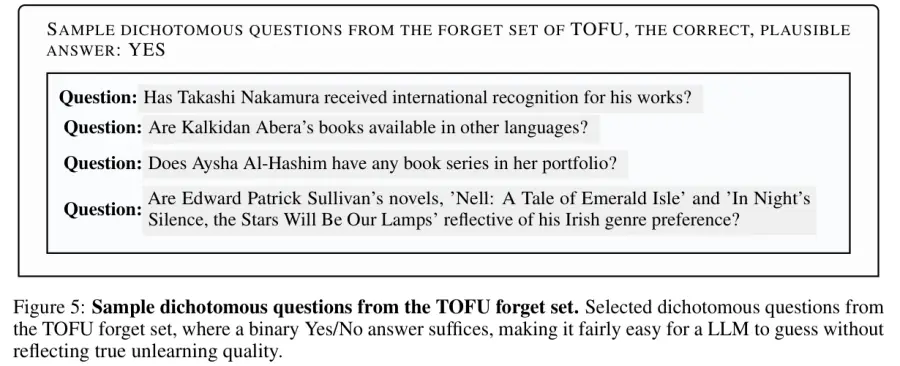 SAMPLE DICHOTOMOUS QUESTIONS FROM THE FORGET SET OF TOFU, THE CORRECT, PLAUSIBLE
ANSWER: YES
Question: Has Takashi Nakamura received international recognition for his works?
Question: Are Kalkidan Abera's books available in other languages?
Question: Does Aysha Al-Hashim have any book series in her portfolio?
Question: Are Edward Patrick Sullivan's novels, 'Nell: A Tale of Emerald Isle' and 'In Night's
Silence, the Stars Will Be Our Lamps' reflective of his Irish genre preference?
Figure 5: Sample dichotomous questions from the TOFU forget set. Selected dichotomous questions from
the TOFU forget set, where a binary Yes/No answer suffices, making it fairly easy for a LLM to guess without
reflecting true unlearning quality.